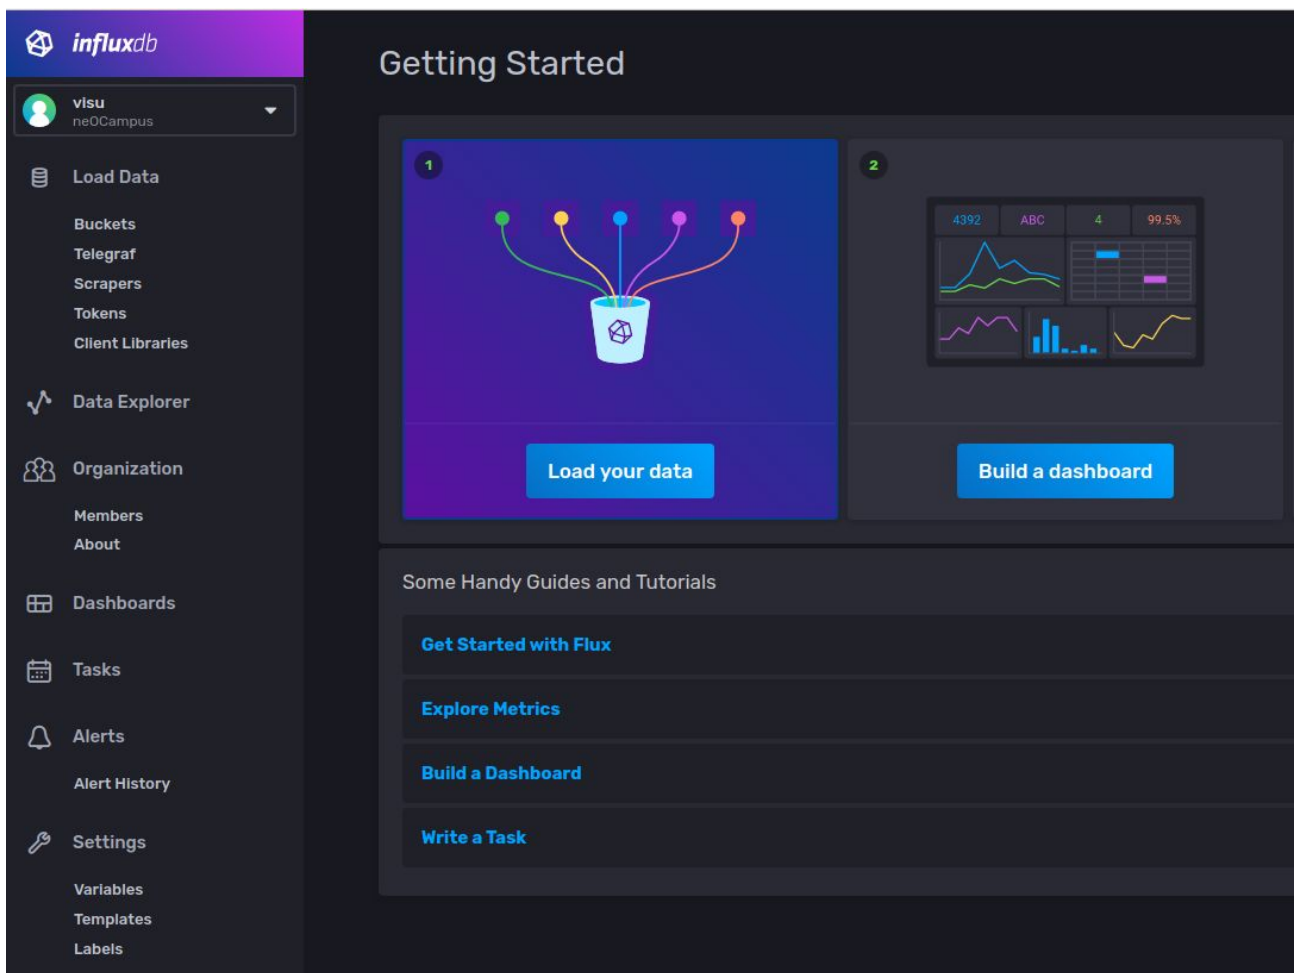 influxdb
visu
neOCampus
Load Data
Buckets
Telegraf
Scrapers
Tokens
Client Libraries
Data Explorer
Organization
Members
About
Dashboards
Tasks
Alerts
Alert History
Settings
Variables
Templates
Labels
Getting Started
1
Load your data
2
4392 ABC 4 99.5%
Build a dashboard
Some Handy Guides and Tutorials
Get Started with Flux
Explore Metrics
Build a Dashboard
Write a Task